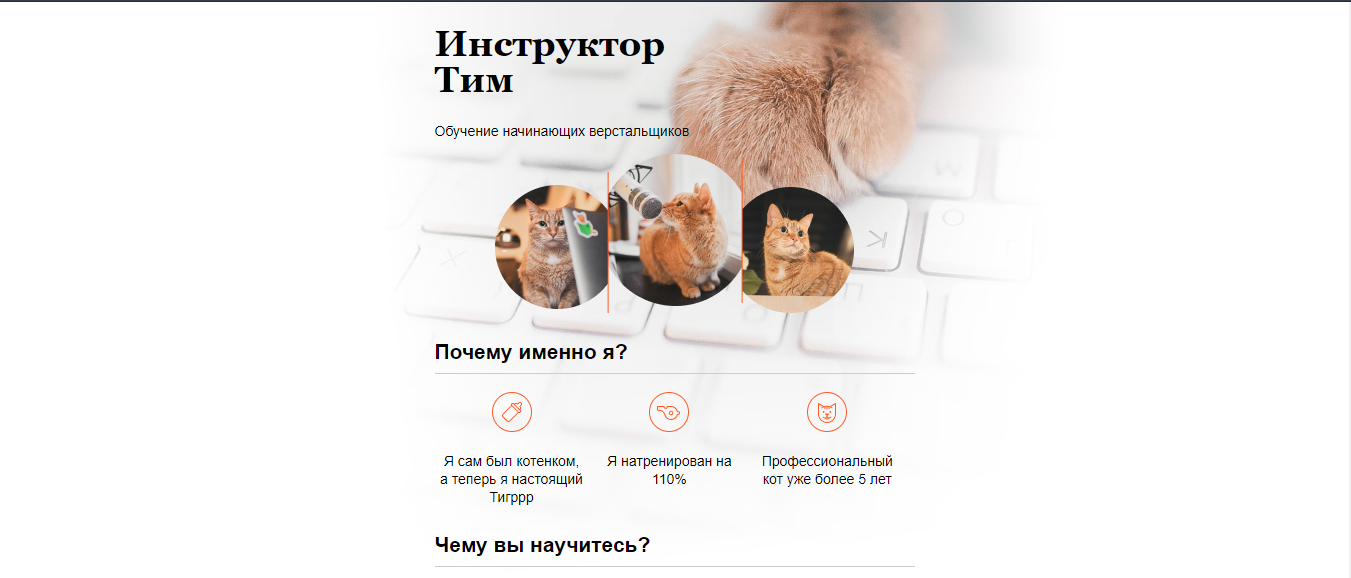 Инструктор
Тим
Обучение начинающих верстальщиков
Почему именно я?
Я сам был котенком,
а теперь я настоящий
Тигррр
Я натренирован на
110%
Профессиональный
кот уже более 5 лет
Чему вы научитесь?